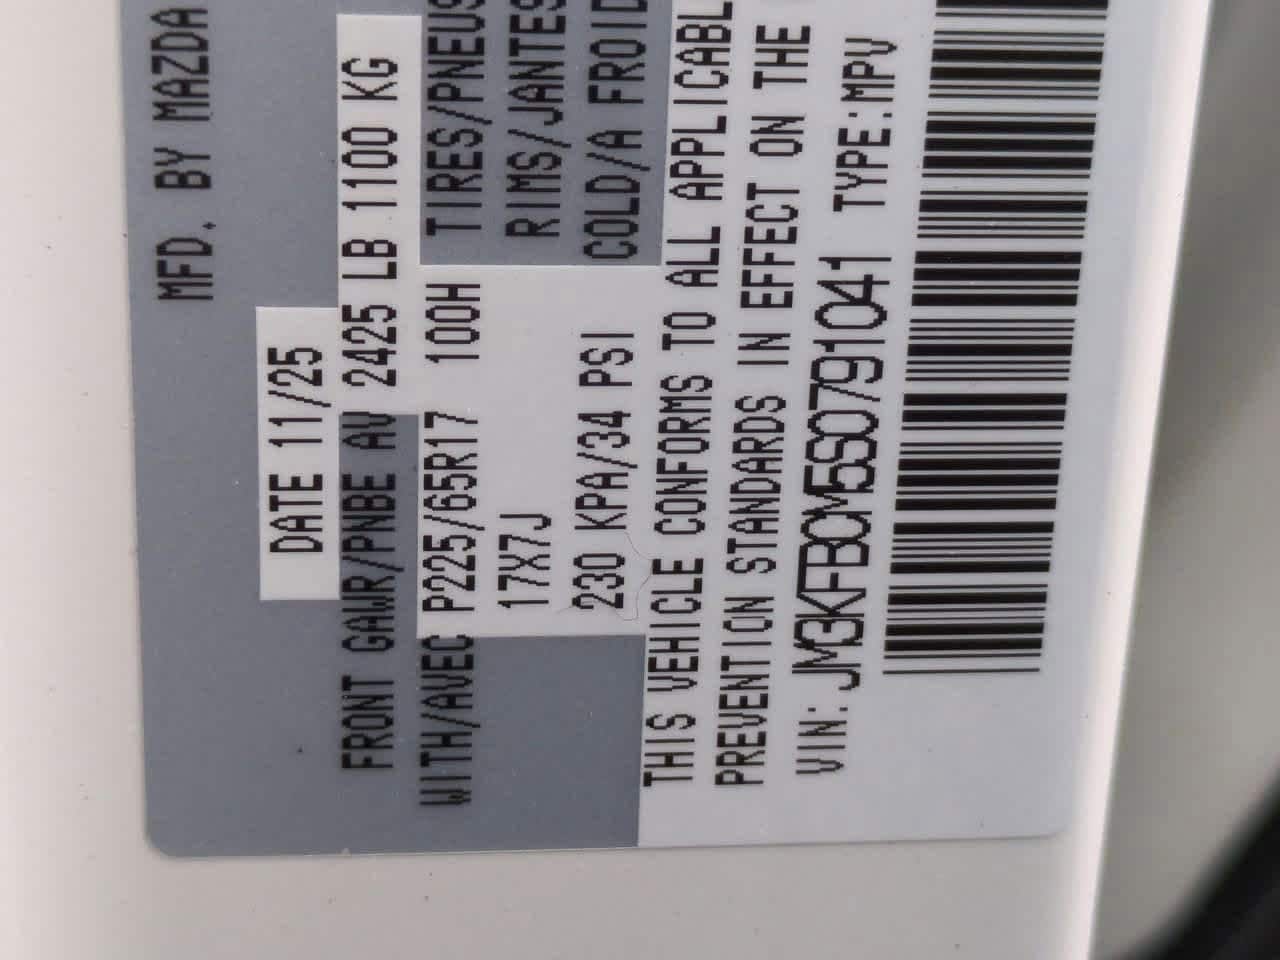 MFD. BY MAZDA
DATE 11/25
FRONT GAWR/PNBE AV 2425 LB 1100 KG
WITH/AVEC P225/65R17 100H TIRES/PNEUS
17X7J RIMS/JANTES
230 KPA/34 PSI COLD/A FROID
THIS VEHICLE CONFORMS TO ALL APPLICABL
PREVENTION STANDARDS IN EFFECT ON THE
VIN: JM3KFBCM5S0791041 TYPE:MPV